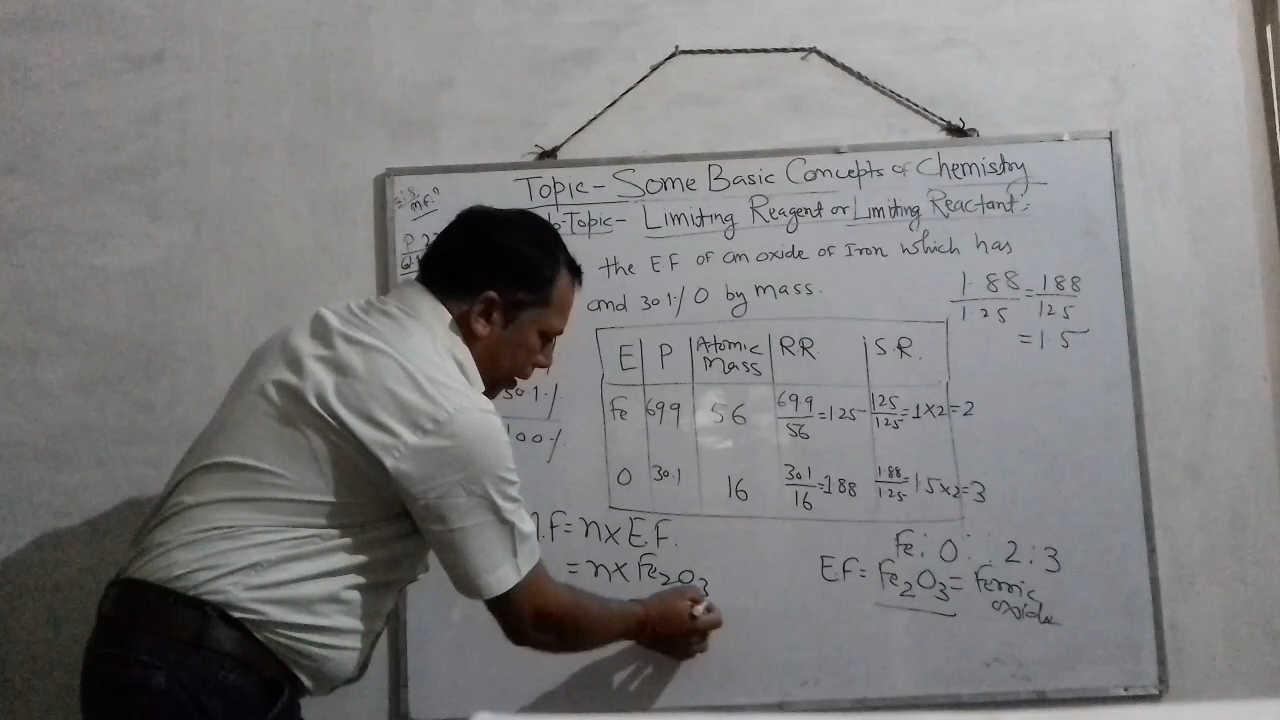 Topic- Some Basic Concepts of Chemistry
-Topic- Limiting Reagent or Limiting Reactant:
M.F.?
P 22
the EF of an oxide of Iron which has
and 30.1% O by mass.
1.88/1.25 = 188/125
= 1.5
E | P | Atomic Mass | R.R. | S.R.
Fe | 69.9 | 56 | 69.9/56 = 1.25 | 1.25/1.25 = 1 x 2 = 2
O | 30.1 | 16 | 30.1/16 = 1.88 | 1.88/1.25 = 1.5 x 2 = 3
30.1%
100%
M.F = n x E F.
= n x Fe2O3
Fe : O : 2 : 3
EF = Fe2O3 = Ferric oxide